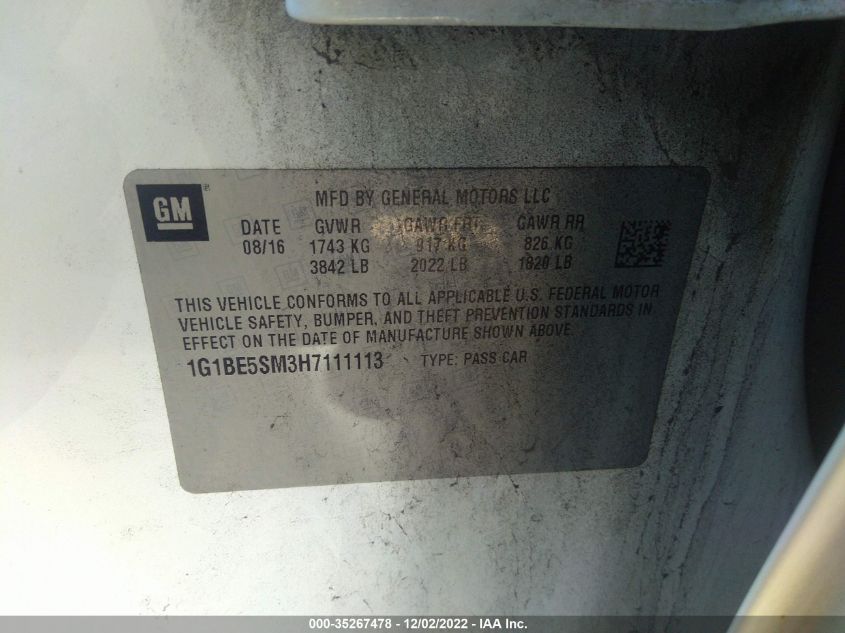 GM
MFD BY GENERAL MOTORS LLC
DATE GVWR GAWR FRT GAWR RR
08/16 1743 KG 917 KG 826 KG
3842 LB 2022 LB 1820 LB
THIS VEHICLE CONFORMS TO ALL APPLICABLE U.S. FEDERAL MOTOR
VEHICLE SAFETY, BUMPER, AND THEFT PREVENTION STANDARDS IN
EFFECT ON THE DATE OF MANUFACTURE SHOWN ABOVE.
1G1BE5SM3H7111113 TYPE: PASS CAR
000-35267478 - 12/02/2022 - IAA Inc.